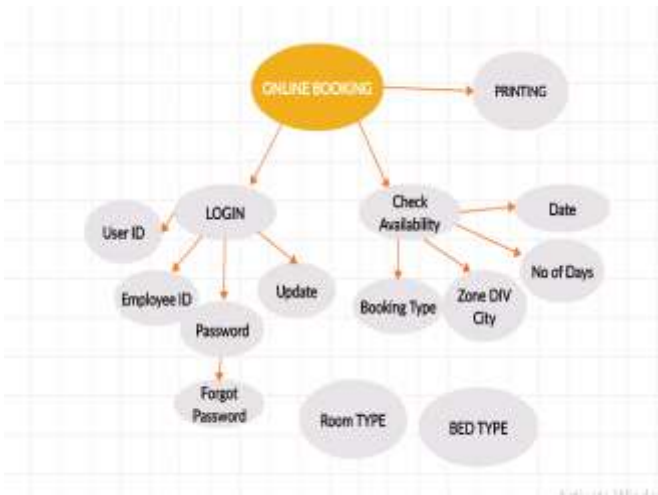 ONLINE BOOKING
PRINTING
LOGIN
Check
Availability
Date
User ID
No of Days
Employee ID
Update
Booking Type
Zone DIV
City
Password
Forgot
Password
Room TYPE
BED TYPE